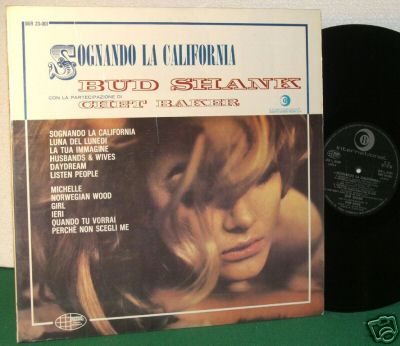 SOGNANDO LA CALIFORNIA
BUD SHANK
CON LA PARTECIPAZIONE DI
CHET BAKER
SOGNANDO LA CALIFORNIA
LUNA DEL LUNEDI
LA TUA IMMAGINE
HUSBANDS & WIVES
DAYDREAM
LISTEN PEOPLE
MICHELLE
NORWEGIAN WOOD
GIRL
IERI
QUANDO TU VORRAI
PERCHÈ NON SCEGLI ME
international